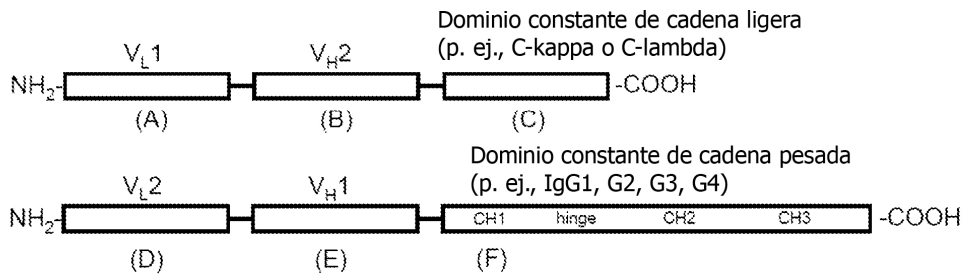 Dominio constante de cadena ligera
(p. ej., C-kappa o C-lambda)
VL1 VH2
NH2- -COOH
(A) (B) (C)
Dominio constante de cadena pesada
(p. ej., IgG1, G2, G3, G4)
VL2 VH1
NH2- CH1 hinge CH2 CH3 -COOH
(D) (E) (F)